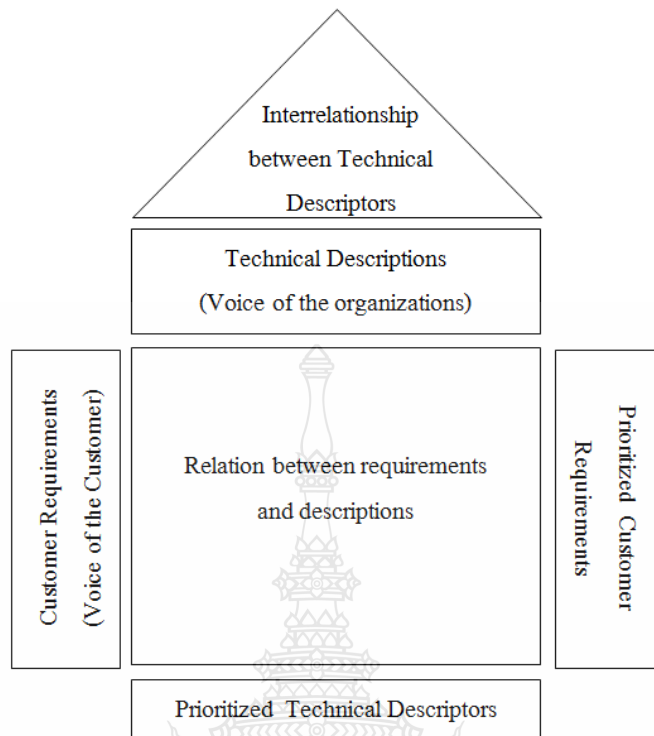 Interrelationship
between Technical
Descriptors
Technical Descriptions
(Voice of the organizations)
Customer Requirements
(Voice of the Customer)
Relation between requirements
and descriptions
Prioritized Customer
Requirements
Prioritized Technical Descriptors